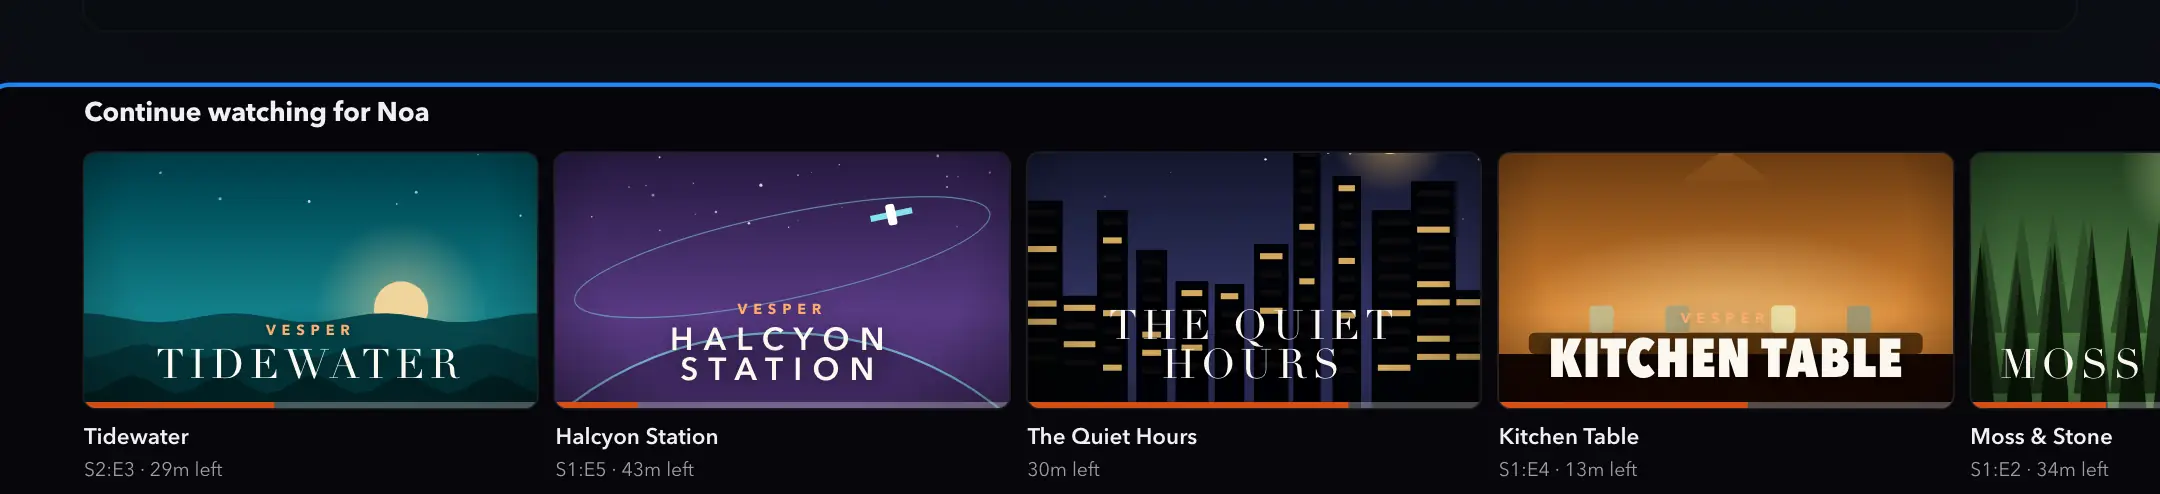 Continue watching for Noa
VESPER
TIDEWATER
Tidewater
S2:E3 · 29m left
VESPER
HALCYON
STATION
Halcyon Station
S1:E5 · 43m left
THE QUIET
HOURS
The Quiet Hours
30m left
VESPER
KITCHEN TABLE
Kitchen Table
S1:E4 · 13m left
MOSS
Moss & Stone
S1:E2 · 34m left